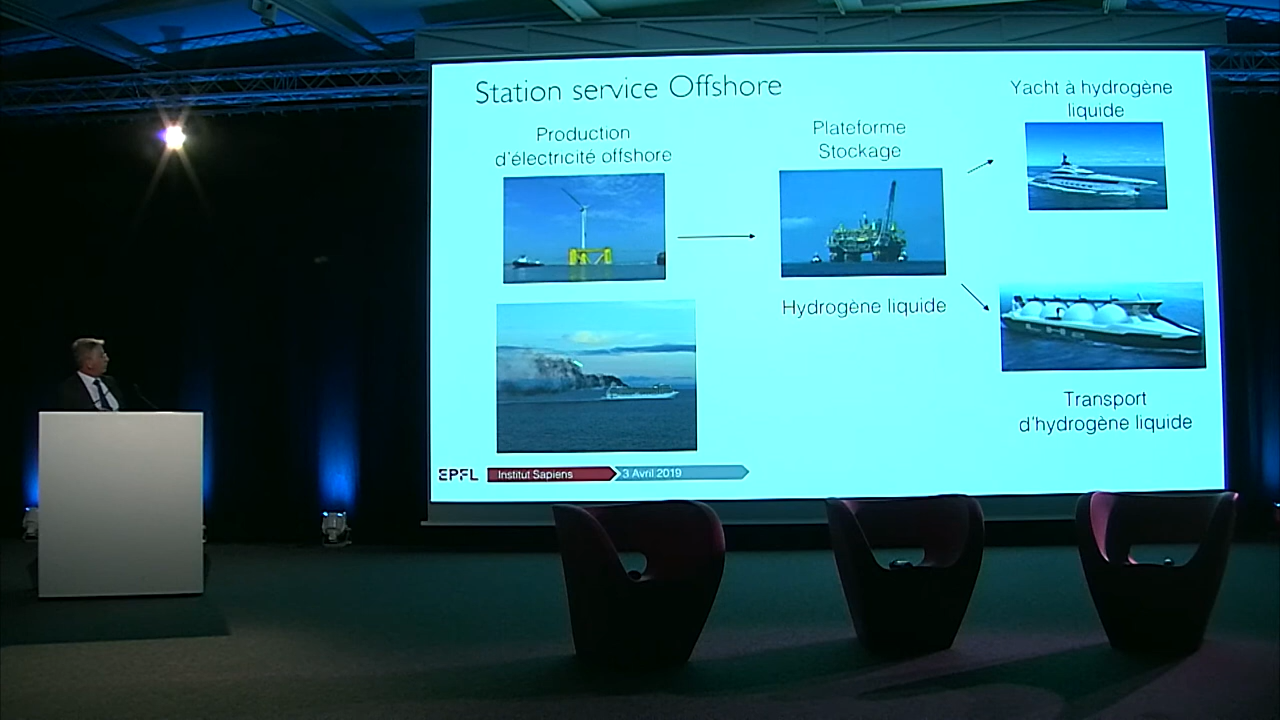 Station service Offshore
Production
d'électricité offshore
Plateforme
Stockage
Yacht à hydrogène
liquide
Hydrogène liquide
LH2
Transport
d'hydrogène liquide
EPFL
Institut Sapiens
3 Avril 2019